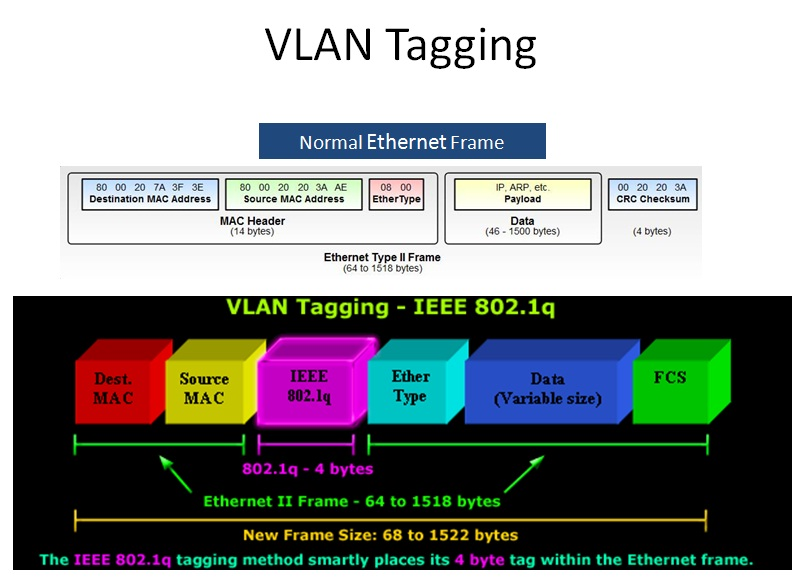 VLAN Tagging
Normal Ethernet Frame
80 00 20 7A 3F 3E
Destination MAC Address
80 00 20 20 3A AE
Source MAC Address
08 00
EtherType
IP, ARP, etc.
Payload
00 20 20 3A
CRC Checksum
MAC Header
(14 bytes)
Data
(46 - 1500 bytes)
(4 bytes)
Ethernet Type II Frame
(64 to 1518 bytes)
VLAN Tagging - IEEE 802.1q
Dest.
MAC
Source
MAC
IEEE
802.1q
Ether
Type
Data
(Variable size)
FCS
802.1q - 4 bytes
Ethernet II Frame - 64 to 1518 bytes
New Frame Size: 68 to 1522 bytes
The IEEE 802.1q tagging method smartly places its 4 byte tag within the Ethernet frame.